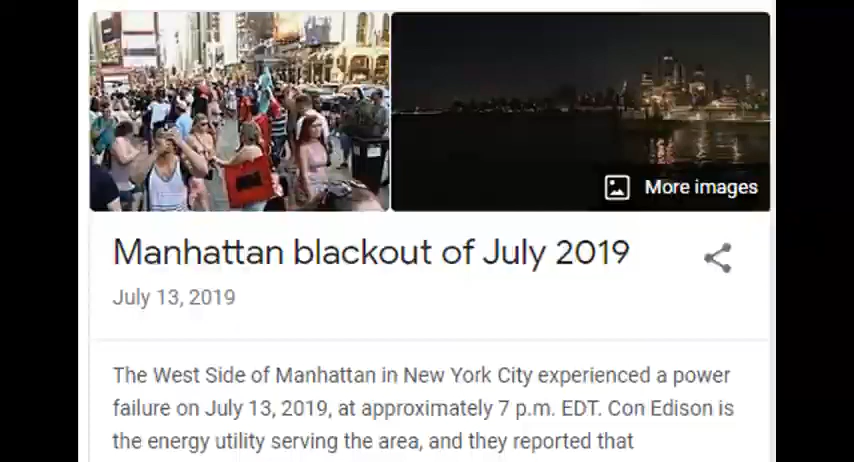 More images
Manhattan blackout of July 2019
July 13, 2019
The West Side of Manhattan in New York City experienced a power
failure on July 13, 2019, at approximately 7 p.m. EDT. Con Edison is
the energy utility serving the area, and they reported that